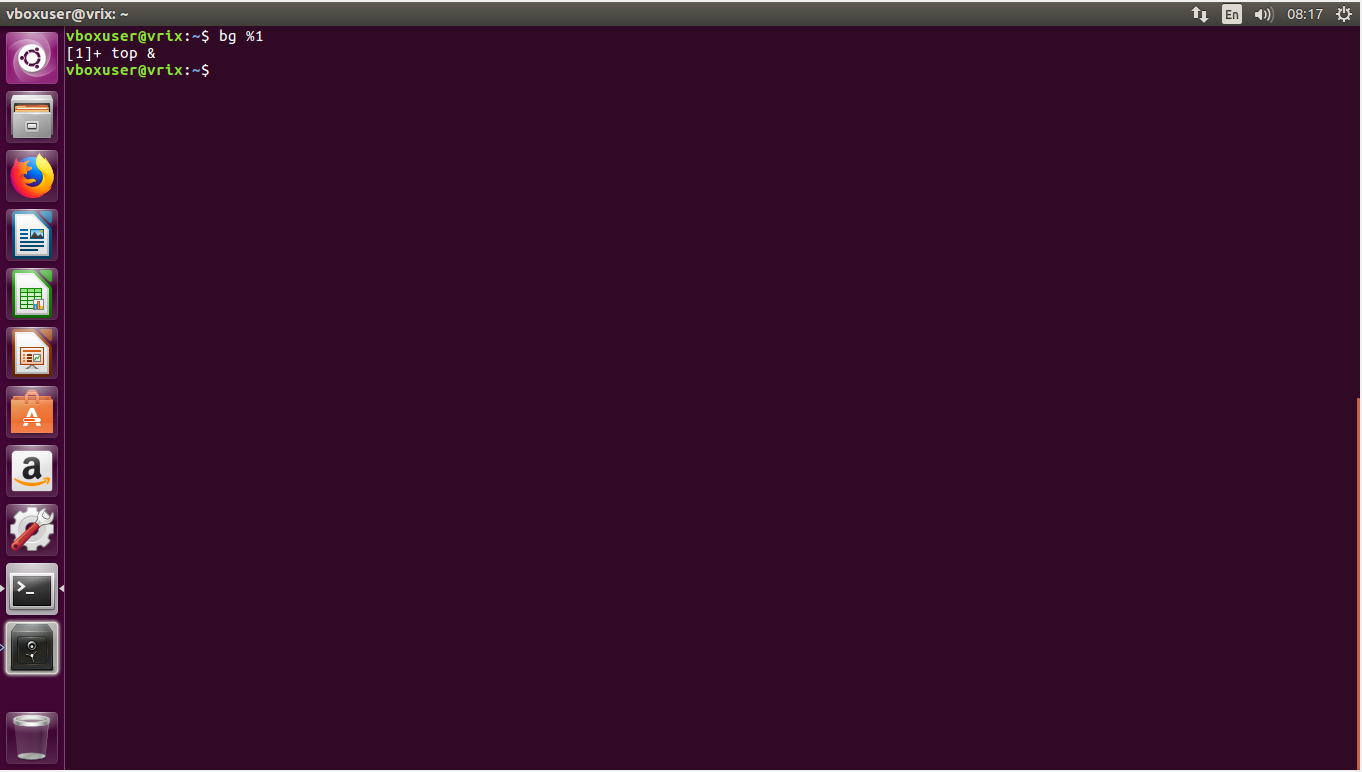 vboxuser@vrix: ~
En
08:17
vboxuser@vrix:~$ bg %1
[1]+ top &
vboxuser@vrix:~$